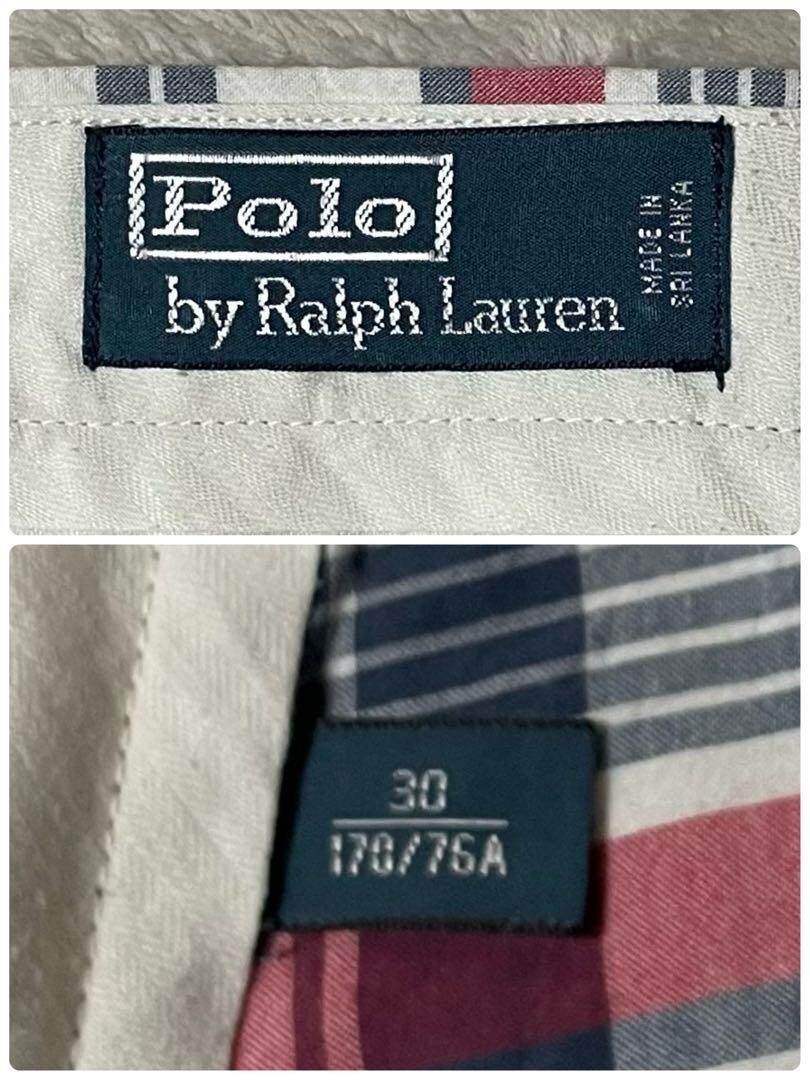 Polo
by Ralph Lauren
MADE IN
SRI LANKA
30
170/76A